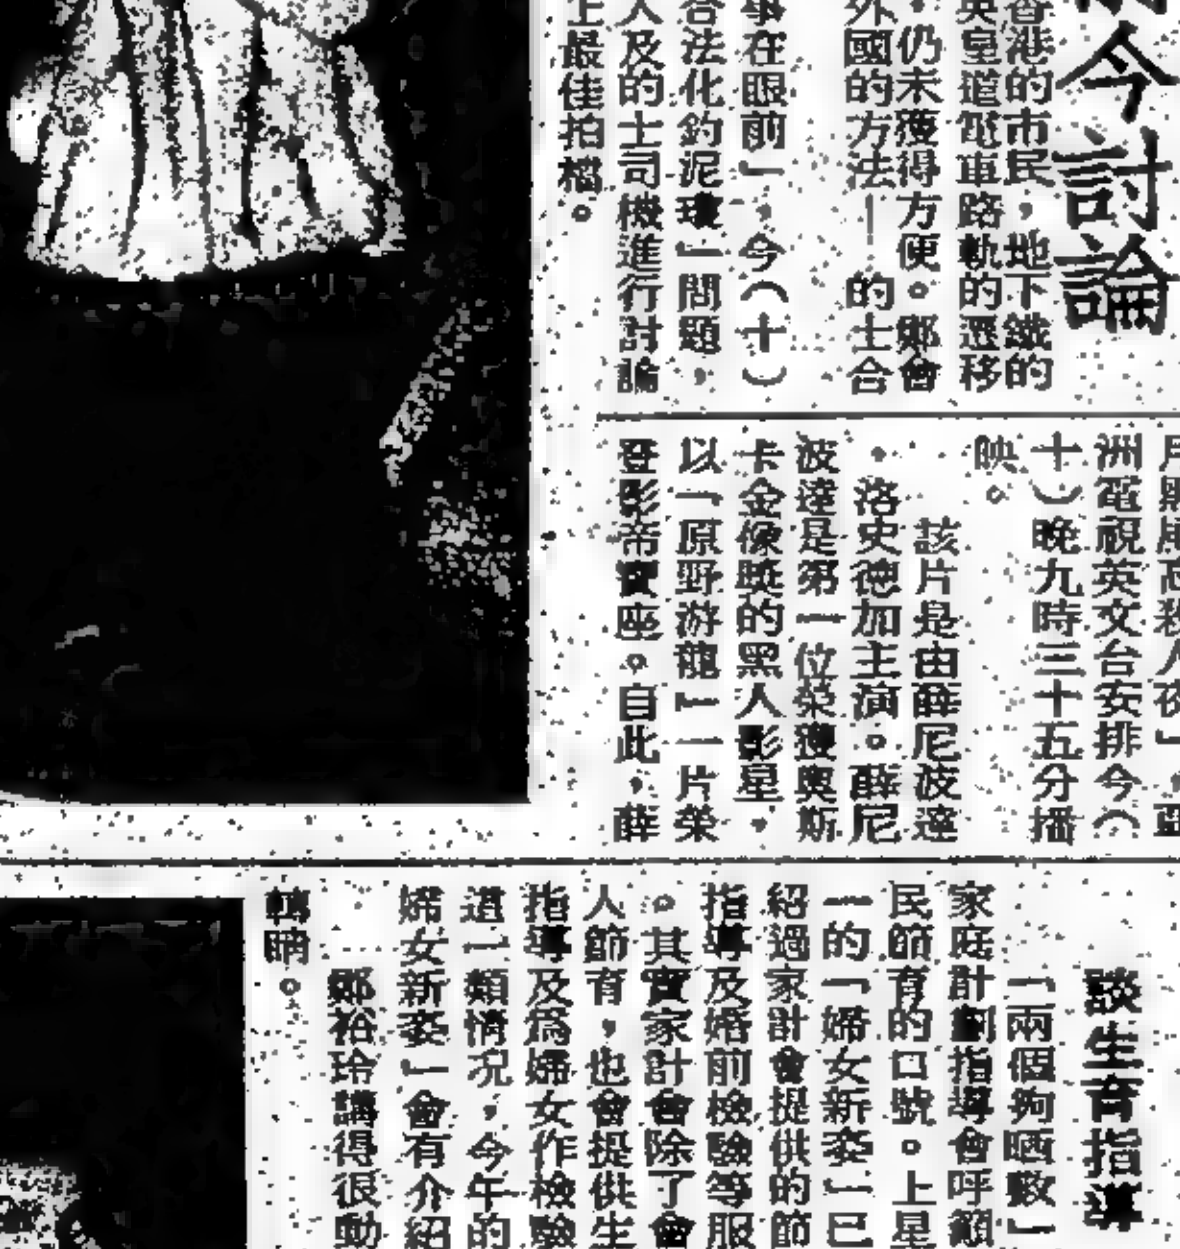 今討論
香港的市民，地下鐵的
英皇道電車路軌的遷移
，仍未獲得方便。鄭會
外國的方法——的士合
事在眼前」，今（十）
合法化釣泥」問題，
人及的士司機進行討論
上最佳拍檔。
月黑風高殺人夜」，亞
洲電視英文台安排今（
十）晚九時三十五分播
映。
該片是由薛尼波達
・洛史德加主演。薛尼
波達是第一位榮獲奧斯
卡金像獎的黑人影星，
以「原野游龍」一片榮
登影帝寶座。自此，薛
談生育指導
「兩個夠晒數」
家庭計劃指導會呼籲
民節育的口號。上星
一的「婦女新姿」已
紹過家計會提供的節
指導及婚前檢驗等服
。其實家計會除了會
人節育，也會提供生
指導及為婦女作檢驗
這一類情况，今午的
婦女新姿」會有介紹
鄭裕玲講得很動